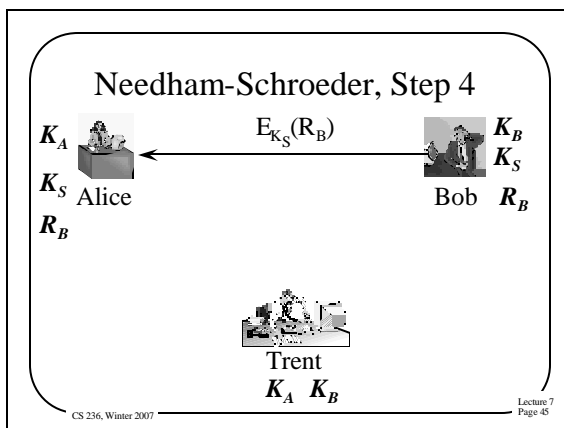 Needham-Schroeder, Step 4
E_{K_S}(R_B)
K_A
K_S
R_B
Alice
K_B
K_S
Bob R_B
Trent
K_A K_B
CS 236, Winter 2007
Lecture 7
Page 45